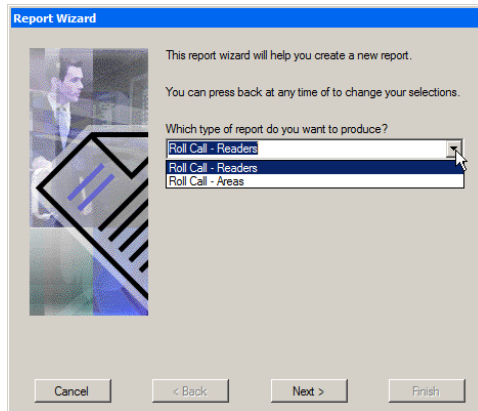 Report Wizard
This report wizard will help you create a new report.
You can press back at any time of to change your selections.
Which type of report do you want to produce?
Roll Call - Readers
Roll Call - Readers
Roll Call - Areas
Cancel
< Back
Next >
Finish